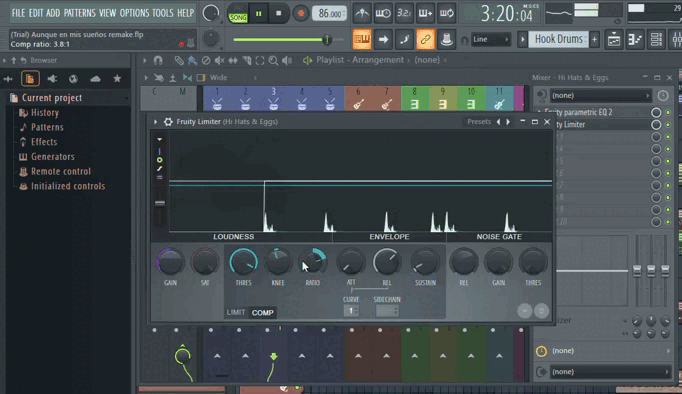 FILE EDIT ADD PATTERNS VIEW OPTIONS TOOLS HELP
SONG
86.000
3:20:04
M:S:CS
29
(Trial) Aunque en mis sueños remake.flp
Comp ratio: 3.8:1
Line
Hook Drums
Browser
Playlist - Arrangement
(none)
Wide
Mixer - Hi Hats & Eggs
Current project
History
Patterns
Effects
Generators
Remote control
Initialized controls
C M 1 2 3 4 5 6 7 8 9 10 11
(none)
Fruity Limiter (Hi Hats & Eggs)
Presets
Fruity parametric EQ 2
Limiter
LOUDNESS ENVELOPE NOISE GATE
GAIN SAT THRES KNEE RATIO ATT REL SUSTAIN REL GAIN THRES
CURVE SIDECHAIN
1
LIMIT COMP
(none)
(none)